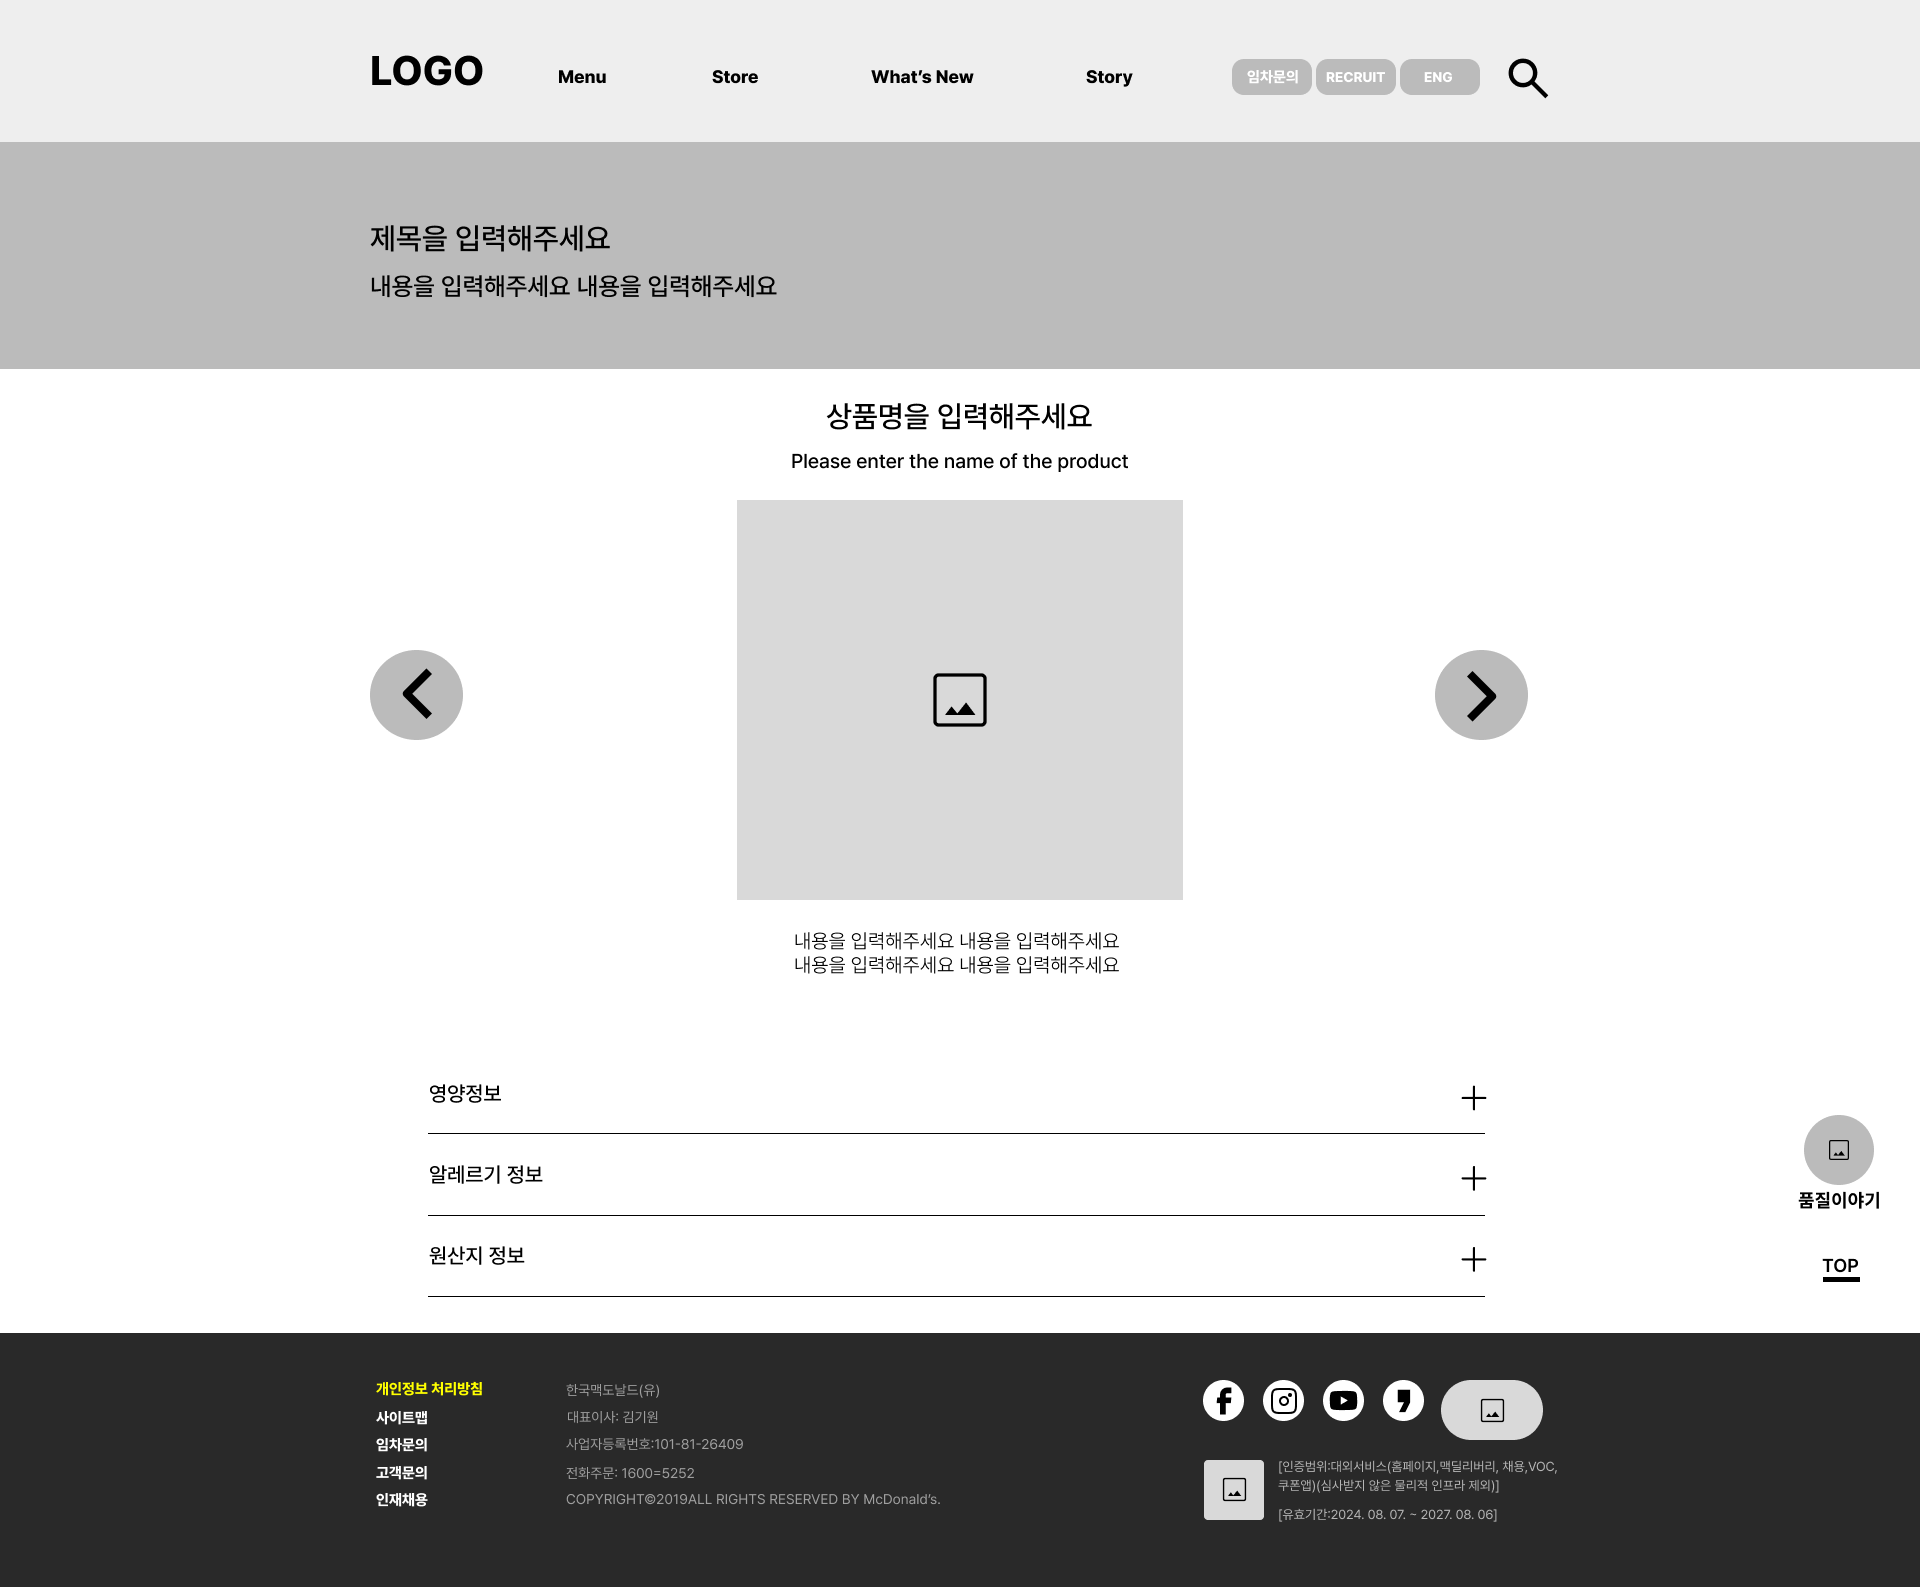 LOGO
Menu
Store
What's New
Story
임차문의
RECRUIT
ENG
제목을 입력해주세요
내용을 입력해주세요 내용을 입력해주세요
상품명을 입력해주세요
Please enter the name of the product
내용을 입력해주세요 내용을 입력해주세요
내용을 입력해주세요 내용을 입력해주세요
영양정보
알레르기 정보
원산지 정보
품질이야기
TOP
개인정보 처리방침
사이트맵
임차문의
고객문의
인재채용
한국맥도날드(유)
대표이사: 김기원
사업자등록번호:101-81-26409
전화주문: 1600=5252
COPYRIGHT©2019ALL RIGHTS RESERVED BY McDonald's.
[인증범위:대외서비스(홈페이지,맥딜리버리, 채용,VOC,
쿠폰앱)(심사받지 않은 물리적 인프라 제외)]
[유효기간:2024. 08. 07. ~ 2027. 08. 06]